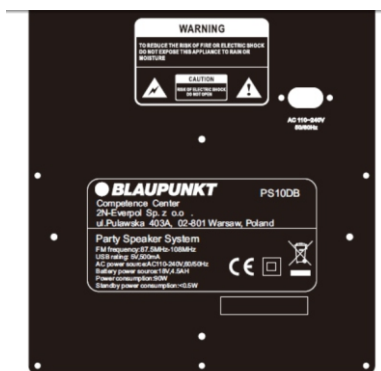 WARNING
TO REDUCE THE RISK OF FIRE OR ELECTRIC SHOCK
DO NOT EXPOSE THIS APPLIANCE TO RAIN OR
MOISTURE
CAUTION
RISK OF ELECTRIC SHOCK
DO NOT OPEN
AC 110-240V
50/60Hz
BLAUPUNKT PS10DB
Competence Center
2N-Everpol Sp. z o.o .
ul.Pulawska 403A, 02-801 Warsaw, Poland
Party Speaker System
FM frequency:87.5MHz-108MHz
USB rating: 5V,500mA
AC power source:AC110-240V,50/60Hz
Battery power source:18V,4.5AH
Power consumption:90W
Standby power consumption:<0.5W
CE